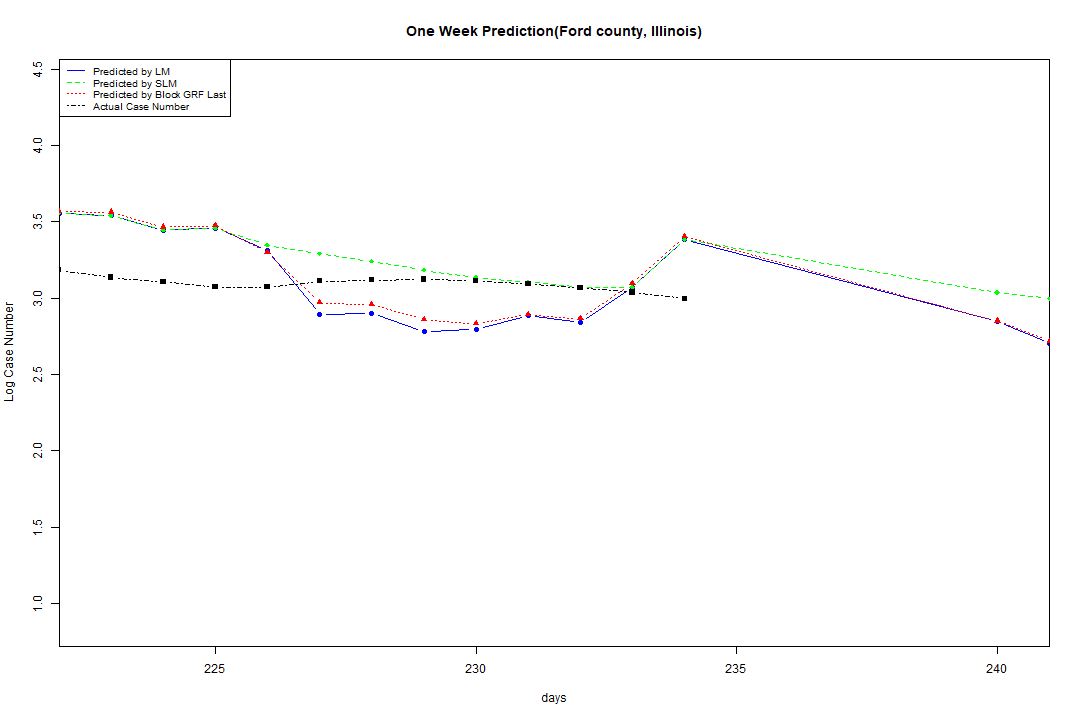 One Week Prediction(Ford county, Illinois)
Predicted by LM
Predicted by SLM
Predicted by Block GRF Last
Actual Case Number
4.5
4.0
3.5
3.0
2.5
2.0
1.5
1.0
Log Case Number
225
230
235
240
days